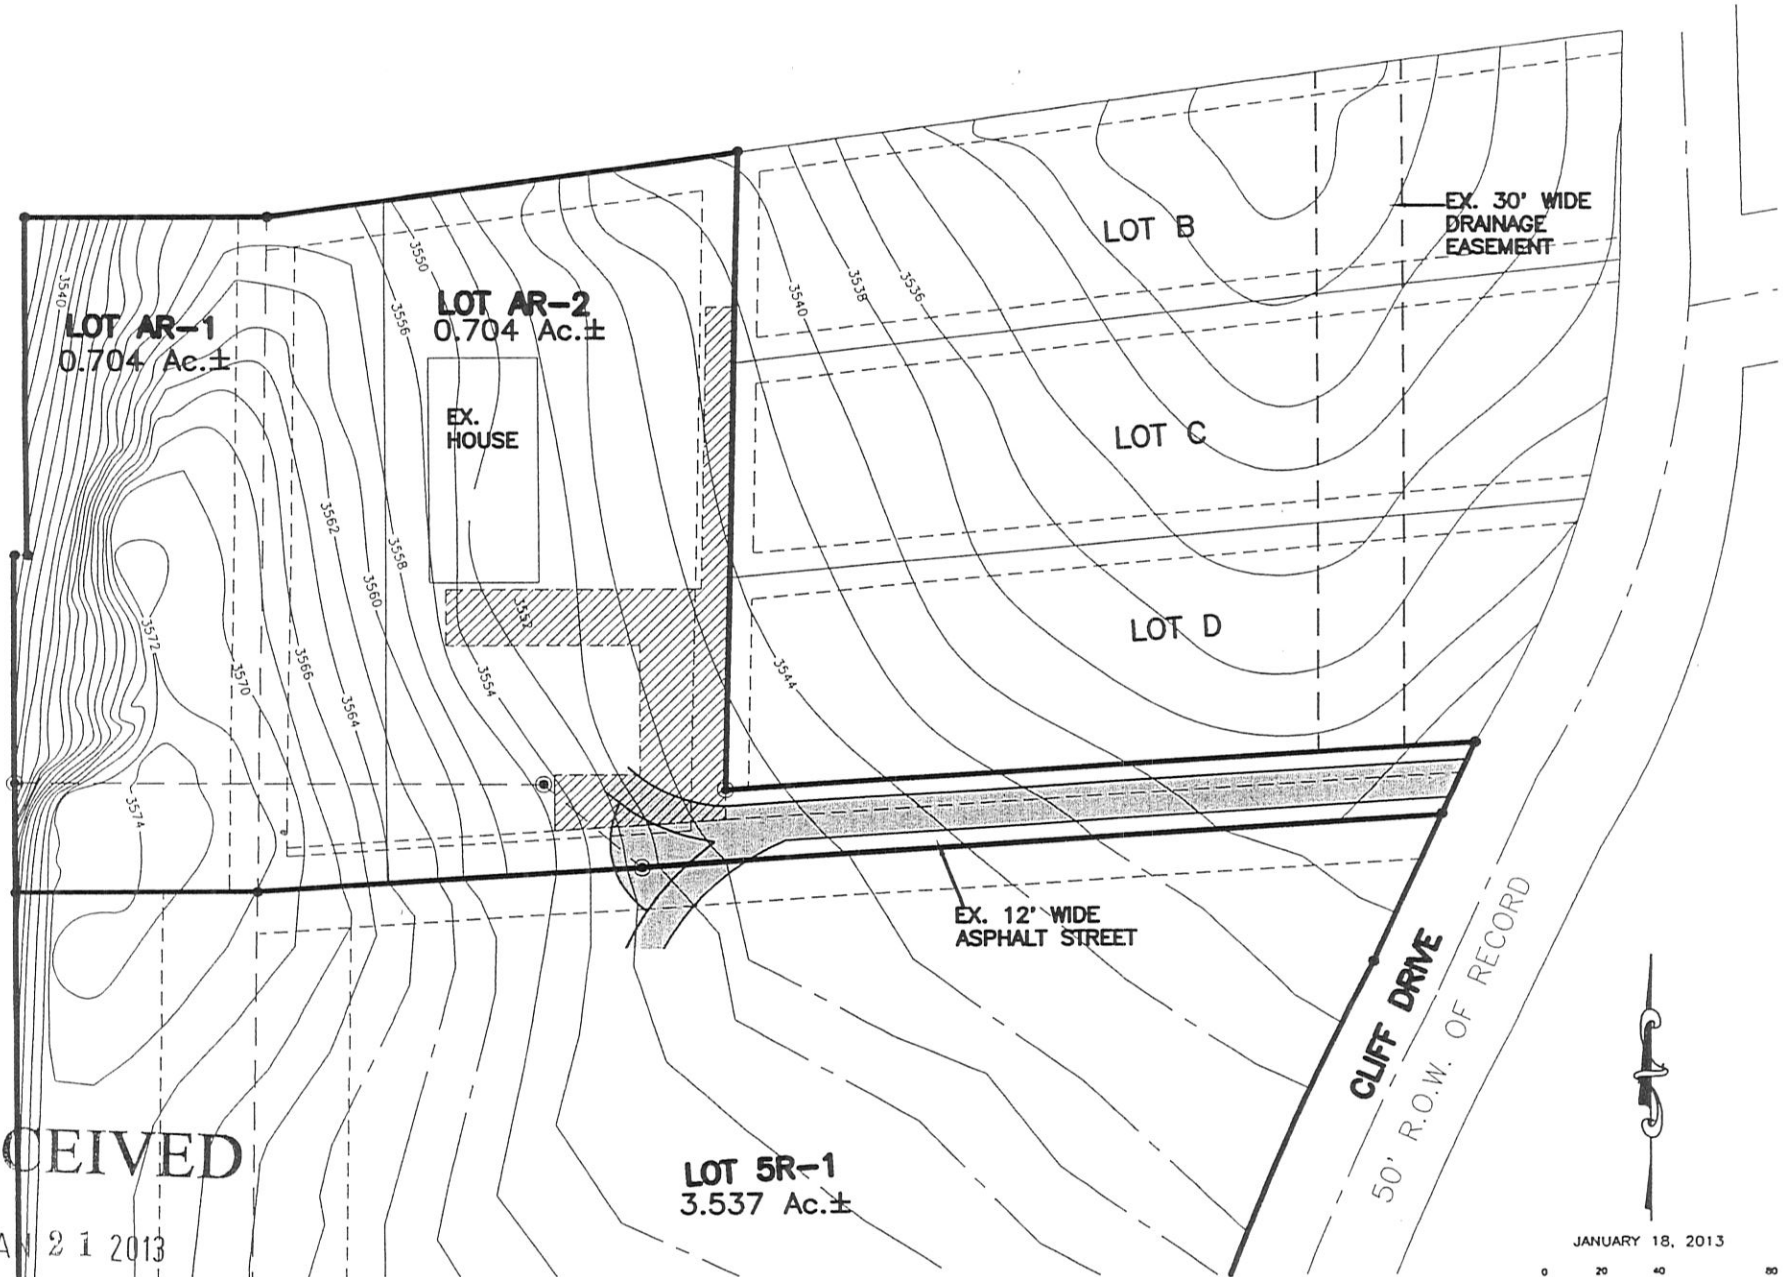 LOT AR-1
0.704 Ac.±
LOT AR-2
0.704 Ac.±
EX.
HOUSE
LOT B
LOT C
LOT D
EX. 30' WIDE
DRAINAGE
EASEMENT
3540
3550
3556
3540
3538
3536
3562
3558
3560
3552
3572
3570
3566
3564
3554
3544
3574
EX. 12' WIDE
ASPHALT STREET
CLIFF DRIVE
50' R.O.W. OF RECORD
LOT 5R-1
3.537 Ac.±
CEIVED
AN 21 2013
JANUARY 18, 2013
0 20 40 80